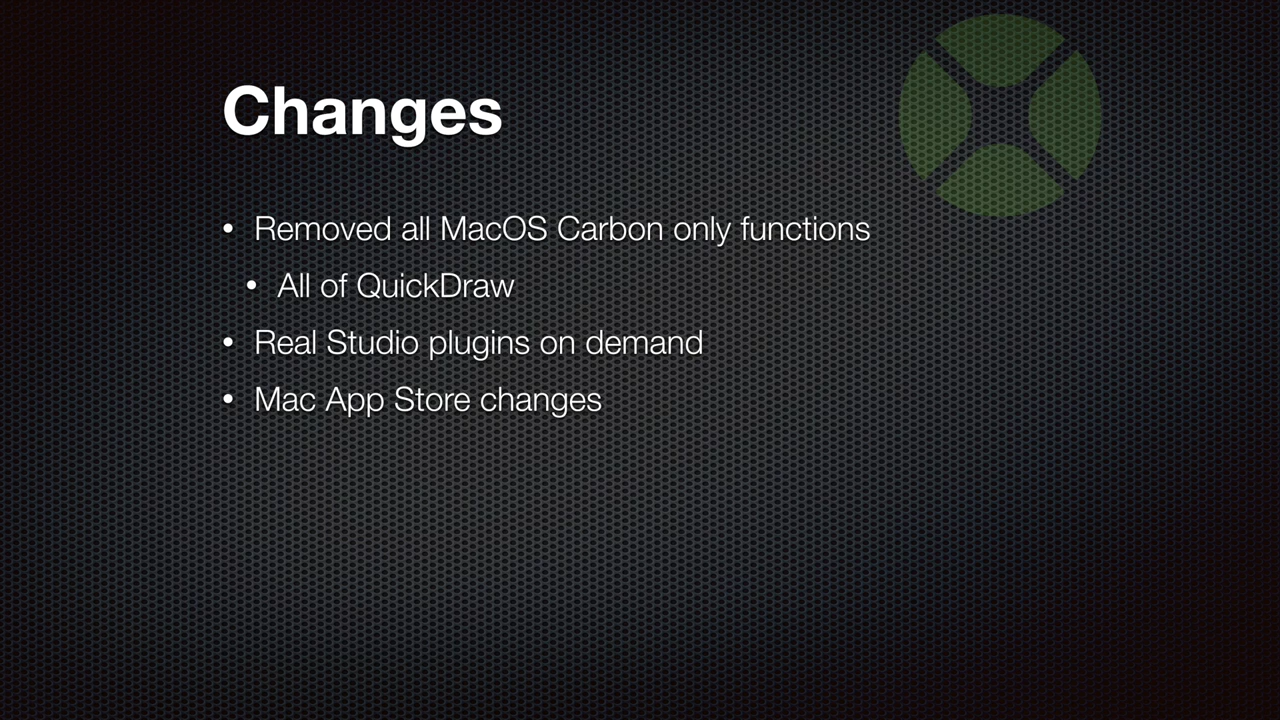 Changes
• Removed all MacOS Carbon only functions
• All of QuickDraw
• Real Studio plugins on demand
• Mac App Store changes